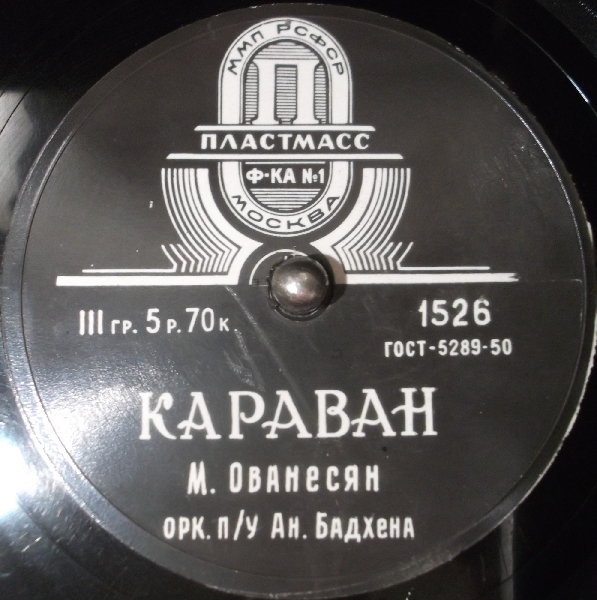 ММП РСФСР
П
ПЛАСТМАСС
Ф-КА №1
МОСКВА
III ГР. 5 Р. 70 К.
1526
ГОСТ-5289-50
КАРАВАН
М. ОВАНЕСЯН
ОРК. П/У АН. БАДХЕНА